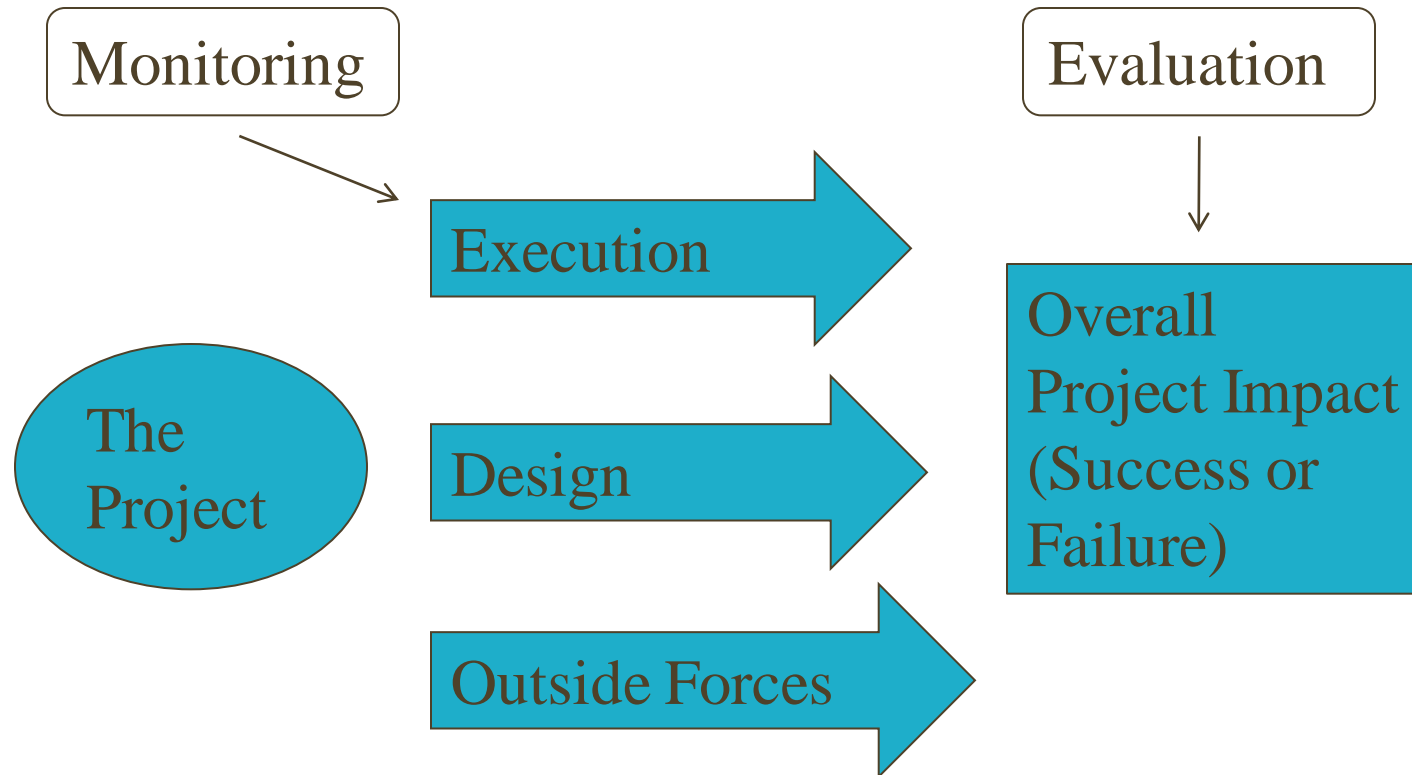 Monitoring
Evaluation
Execution
The
Project
Design
Outside Forces
Overall
Project Impact
(Success or
Failure)